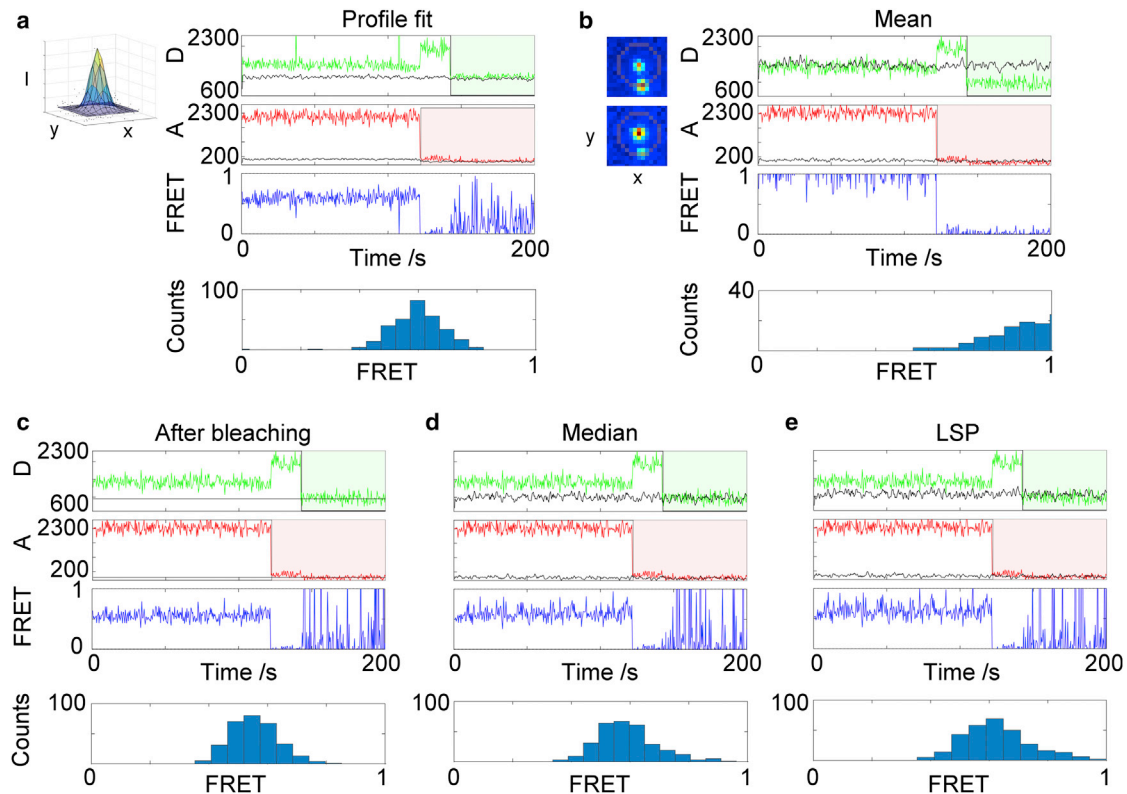 a
Profile fit
I
y
x
D
2300
600
A
2300
200
FRET
1
0
0
200
Time /s
Counts
100
0
1
FRET
b
Mean
y
x
D
2300
600
A
2300
200
FRET
1
0
0
200
Time /s
Counts
40
0
1
FRET
c
After bleaching
D
2300
600
A
2300
200
FRET
1
0
0
200
Time /s
Counts
100
0
1
FRET
d
Median
Time /s
0
200
100
0
1
FRET
e
LSP
0
200
Time /s
100
0
1
FRET